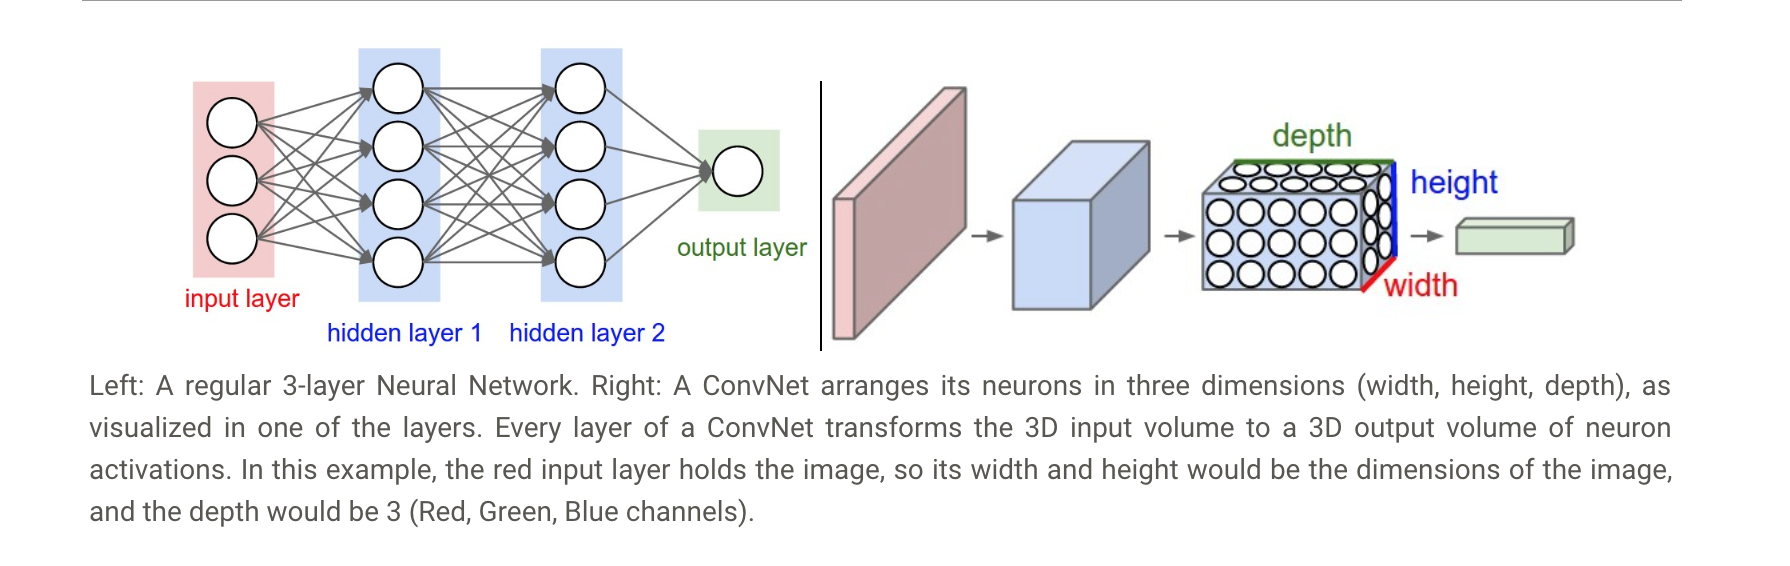 input layer
hidden layer 1
hidden layer 2
output layer
depth
height
width
Left: A regular 3-layer Neural Network. Right: A ConvNet arranges its neurons in three dimensions (width, height, depth), as
visualized in one of the layers. Every layer of a ConvNet transforms the 3D input volume to a 3D output volume of neuron
activations. In this example, the red input layer holds the image, so its width and height would be the dimensions of the image,
and the depth would be 3 (Red, Green, Blue channels).